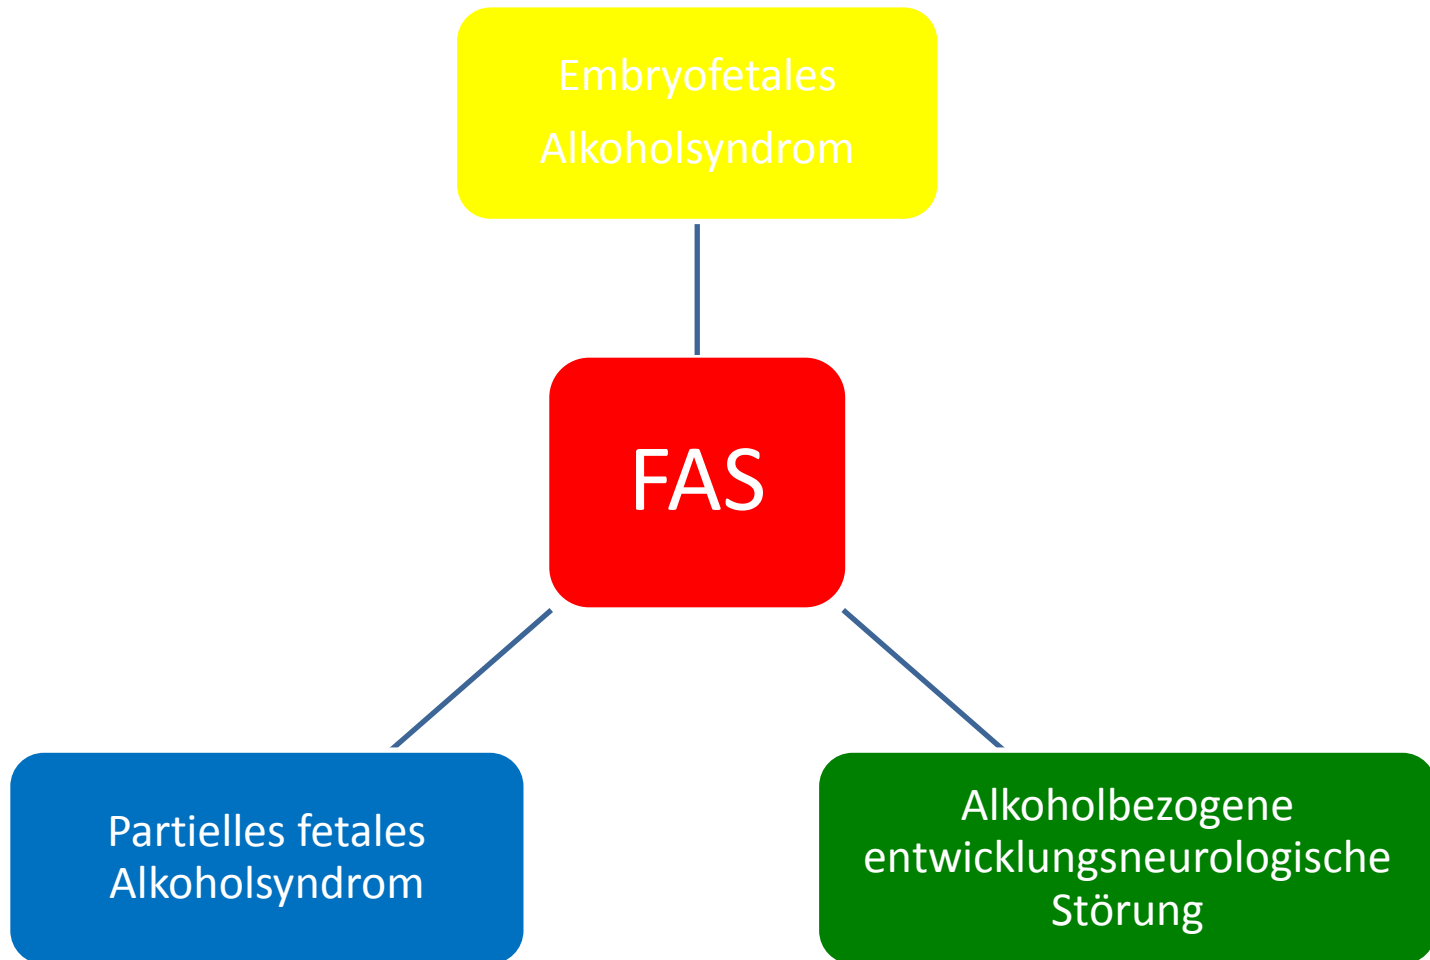 Embryofetales
Alkoholsyndrom
FAS
Partielles fetales
Alkoholsyndrom
Alkoholbezogene
entwicklungsneurologische
Störung